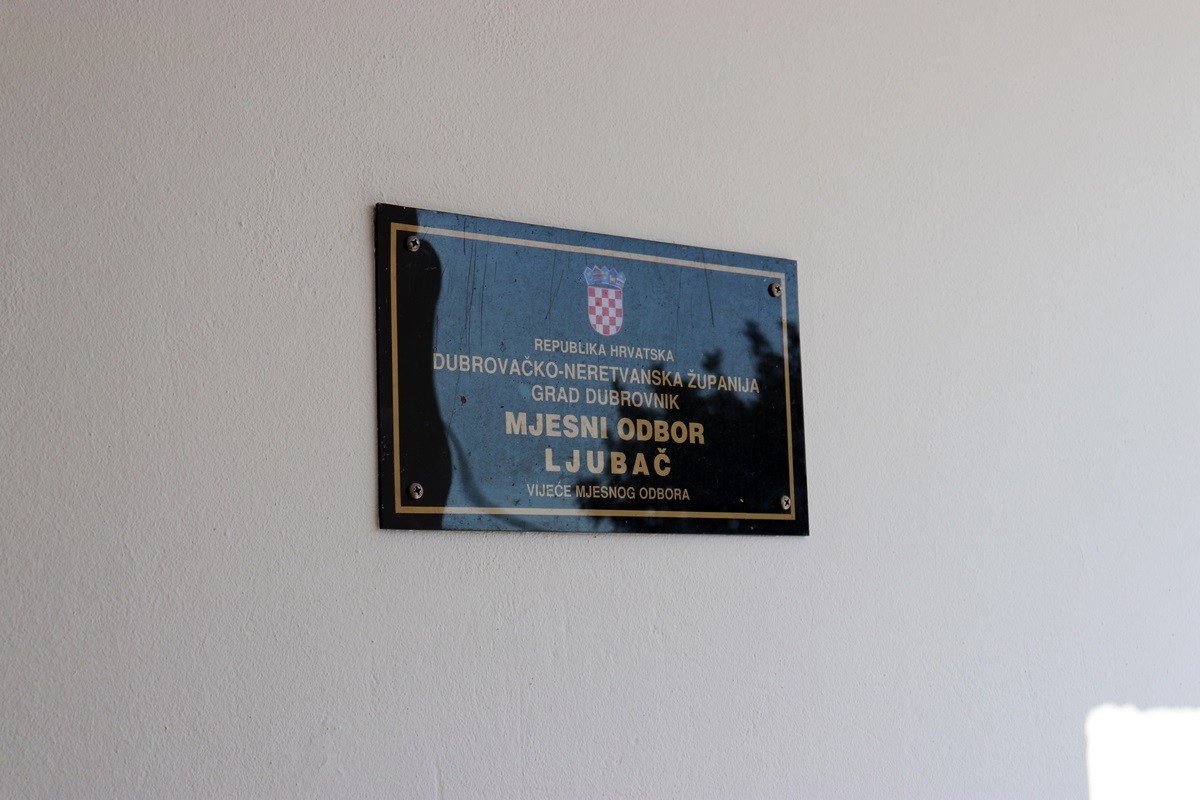 REPUBLIKA HRVATSKA
DUBROVAČKO-NERETVANSKA ŽUPANIJA
GRAD DUBROVNIK
MJESNI ODBOR
LJUBAČ
VIJEĆE MJESNOG ODBORA